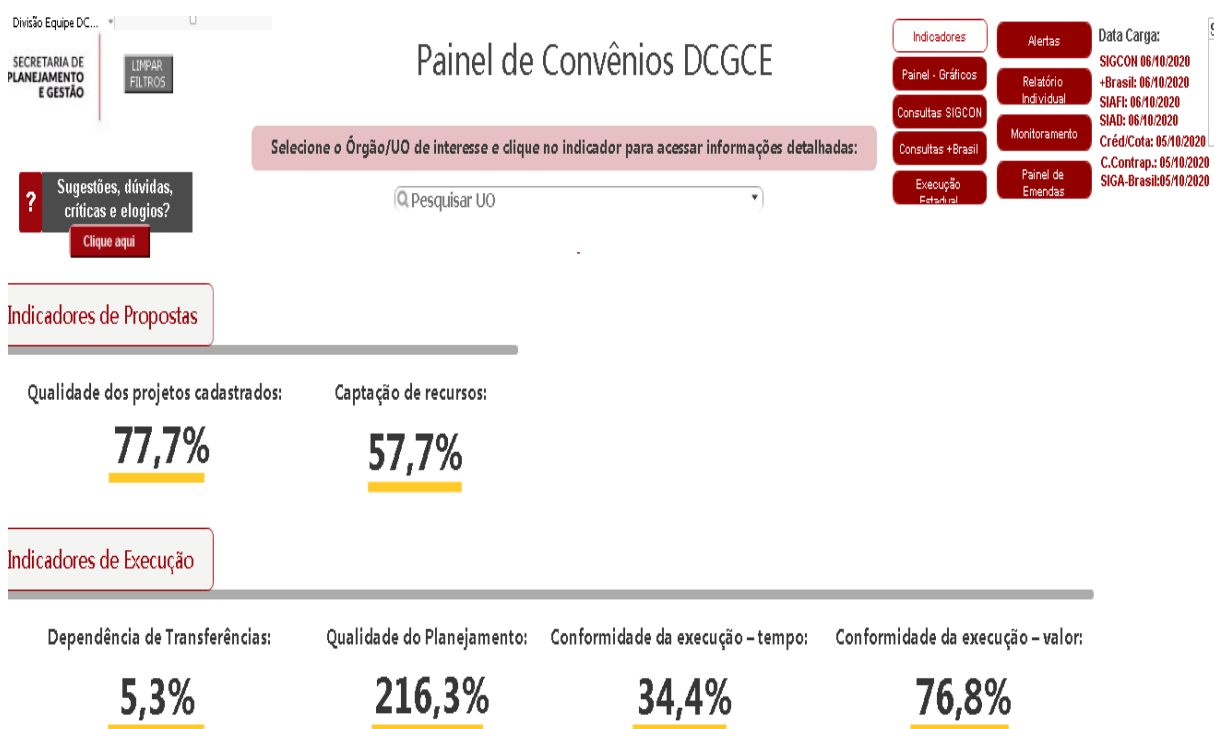 Divisão Equipe DC...
SECRETARIA DE
PLANEJAMENTO
E GESTÃO
LIMPAR
FILTROS
Painel de Convênios DCGCE
Selecione o Órgão/UO de interesse e clique no indicador para acessar informações detalhadas:
Pesquisar UO
Indicadores
Painel - Gráficos
Consultas SIGCON
Consultas +Brasil
Execução
Estadual
Alertas
Relatório
Individual
Monitoramento
Painel de
Emendas
Data Carga:
SIGCON 06/10/2020
+Brasil: 06/10/2020
SIAFI: 06/10/2020
SIAD: 06/10/2020
Créd/Cota: 05/10/2020
C.Contrap.: 05/10/2020
SIGA-Brasil:05/10/2020
?
Sugestões, dúvidas,
críticas e elogios?
Clique aqui
Indicadores de Propostas
Qualidade dos projetos cadastrados:
77,7%
Captação de recursos:
57,7%
Indicadores de Execução
Dependência de Transferências:
5,3%
Qualidade do Planejamento:
216,3%
Conformidade da execução – tempo:
34,4%
Conformidade da execução – valor:
76,8%